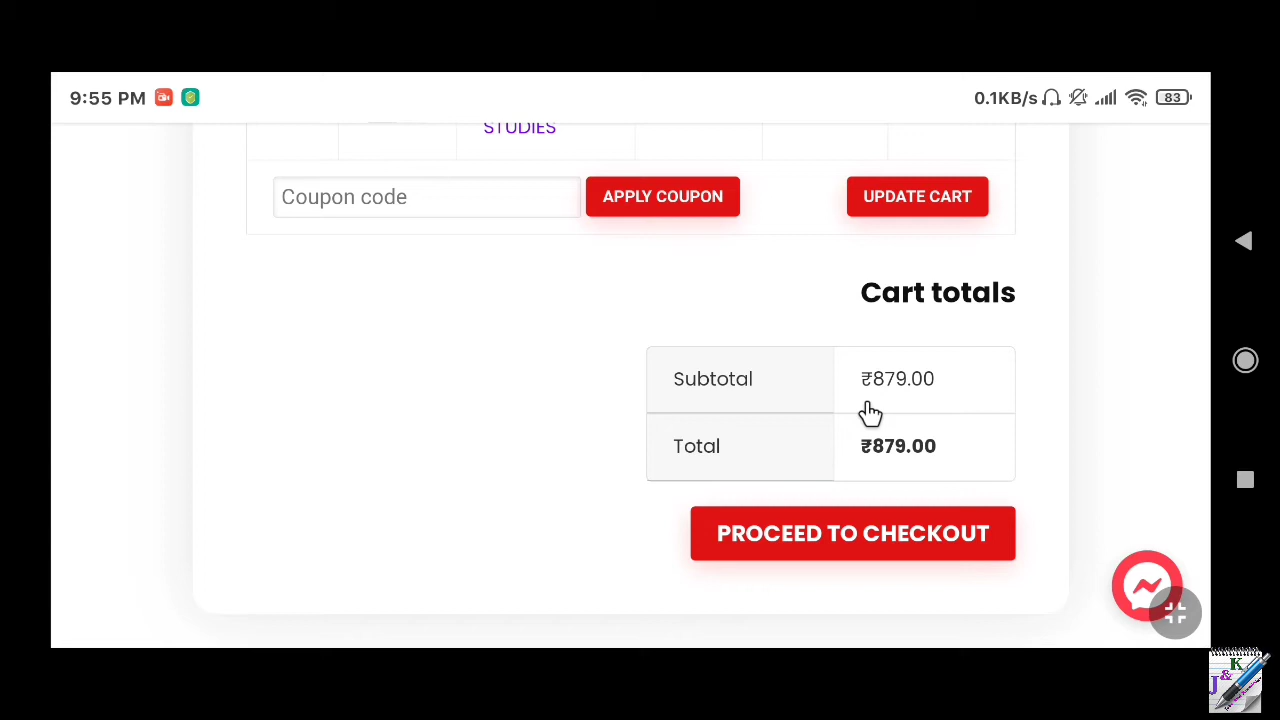 9:55 PM
0.1KB/s
83
STUDIES
Coupon code
APPLY COUPON
UPDATE CART
Cart totals
Subtotal
₹879.00
Total
₹879.00
PROCEED TO CHECKOUT
J&K